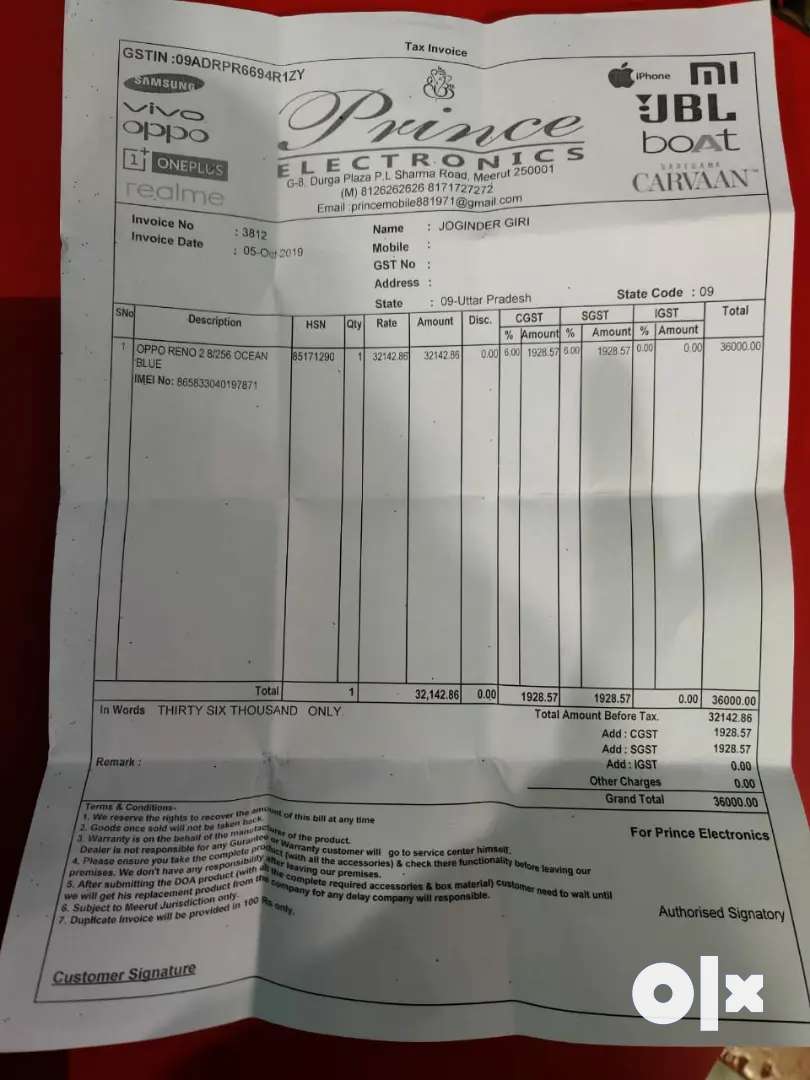 Tax Invoice
GSTIN :09ADRPR6694R1ZY
SAMSUNG
vivo
oppo
1+ ONEPLUS
realme
Prince
ELECTRONICS
G-8, Durga Plaza P.L Sharma Road, Meerut 250001
(M) 8126262626 8171727272
Email :princemobile881971@gmail.com
iPhone
MI
JBL
boAt
SAREGAMA
CARVAAN™
Invoice No : 3812
Invoice Date : 05-Oct 2019
Name : JOGINDER GIRI
Mobile :
GST No :
Address :
State : 09-Uttar Pradesh State Code : 09
SNo Description HSN Qty Rate Amount Disc. CGST SGST IGST Total
% Amount % Amount % Amount
1 OPPO RENO 2 8/256 OCEAN 85171290 1 32142.86 32142.86 0.00 6.00 1928.57 6.00 1928.57 0.00 0.00 36000.00
BLUE
IMEI No: 865833040197871
Total 1 32,142.86 0.00 1928.57 1928.57 0.00 36000.00
In Words THIRTY SIX THOUSAND ONLY.
Total Amount Before Tax. 32142.86
Add : CGST 1928.57
Add : SGST 1928.57
Add : IGST 0.00
Other Charges 0.00
Grand Total 36000.00
Remark :
Terms & Conditions-
1. We reserve the rights to recover the amount of this bill at any time
2. Goods once sold will not be taken back.
3. Warranty is on the behalf of the manufacturer of the product.
Dealer is not responsible for any Gurantee or Warranty customer will go to service center himself.
4. Please ensure you take the complete product (with all the accessories) & check there functionality before leaving our
premises. We don't have any responsibility after leaving our premises.
5. After submitting the DOA product (with all the complete required accessories & box material) customer need to wait until
we will get his replacement product from the company for any delay company will responsible.
6. Subject to Meerut Jurisdiction only.
7. Duplicate Invoice will be provided in 100 Rs only.
For Prince Electronics
Authorised Signatory
Customer Signature
olx